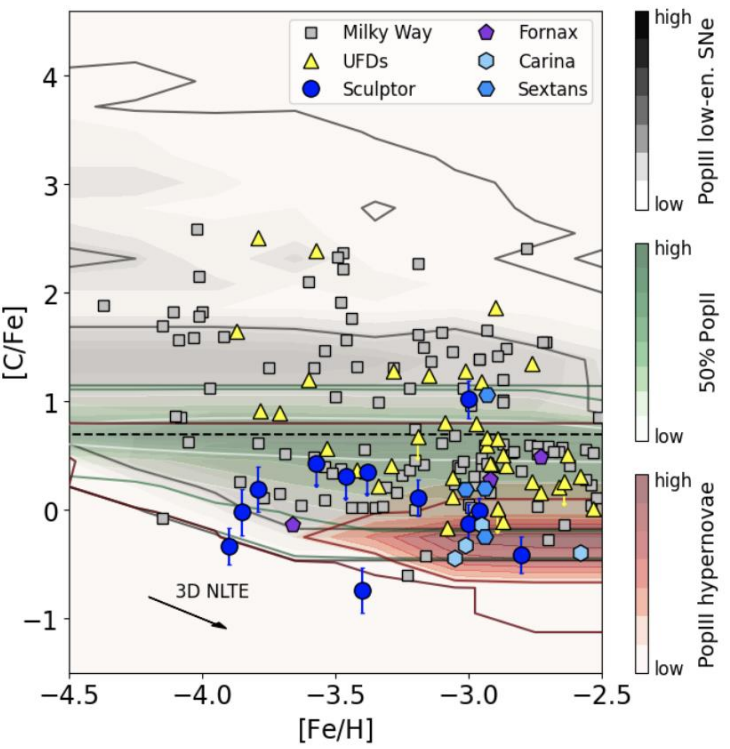 Milky Way
UFDs
Sculptor
Fornax
Carina
Sextans
4
3
2
1
0
−1
[C/Fe]
3D NLTE
−4.5
−4.0
−3.5
−3.0
−2.5
[Fe/H]
high
low
PopIII low-en. SNe
high
low
50% PopII
high
low
PopIII hypernovae